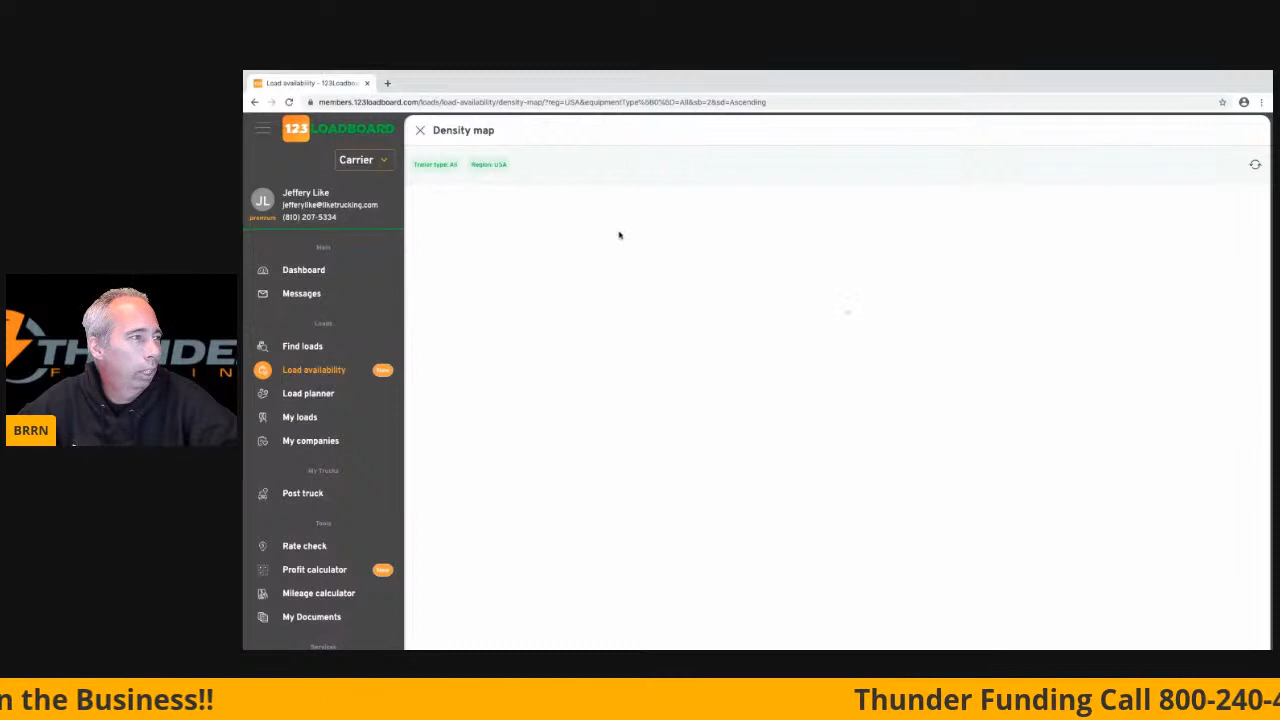 Load availability - 123Loadbo
members.123loadboard.com/loads/load-availability/density-map/?reg=USA&equipmentType%5B0%5D=All&sb=2&sd=Ascending
123LOADBOARD
Carrier
JL
premium
Jeffery Like
jefferylike@liketrucking.com
(810) 207-5334
Main
Dashboard
Messages
Loads
Find loads
Load availability New
Load planner
My loads
My companies
My Trucks
Post truck
Tools
Rate check
Profit calculator New
Mileage calculator
My Documents
Services
Density map
Trailer type: All Region: USA
THUNDE
F IN
BRRN
n the Business!! Thunder Funding Call 800-240-4